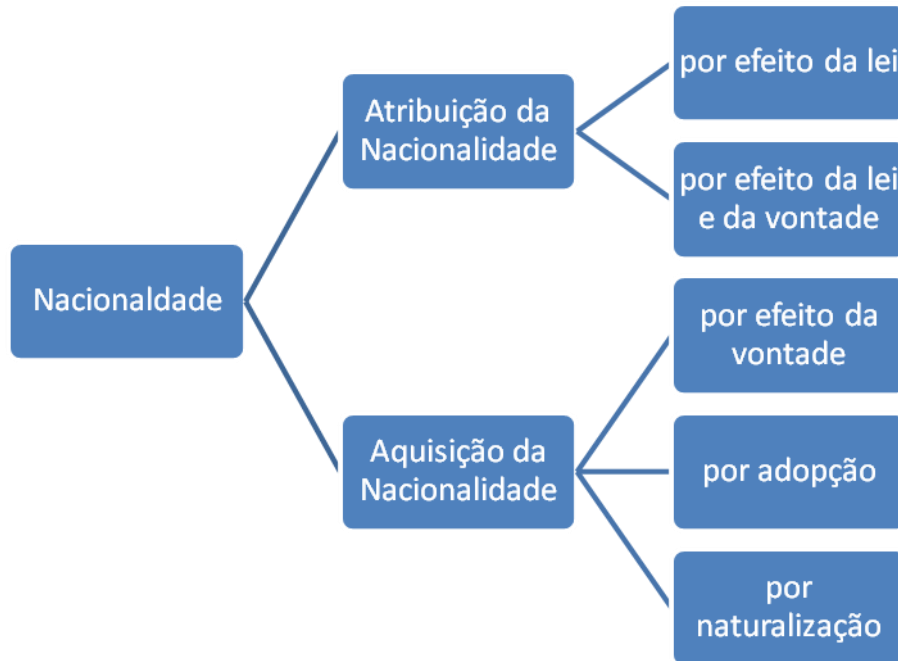 Nacionaldade
Atribuição da
Nacionalidade
por efeito da lei
por efeito da lei
e da vontade
Aquisição da
Nacionalidade
por efeito da
vontade
por adopção
por
naturalização